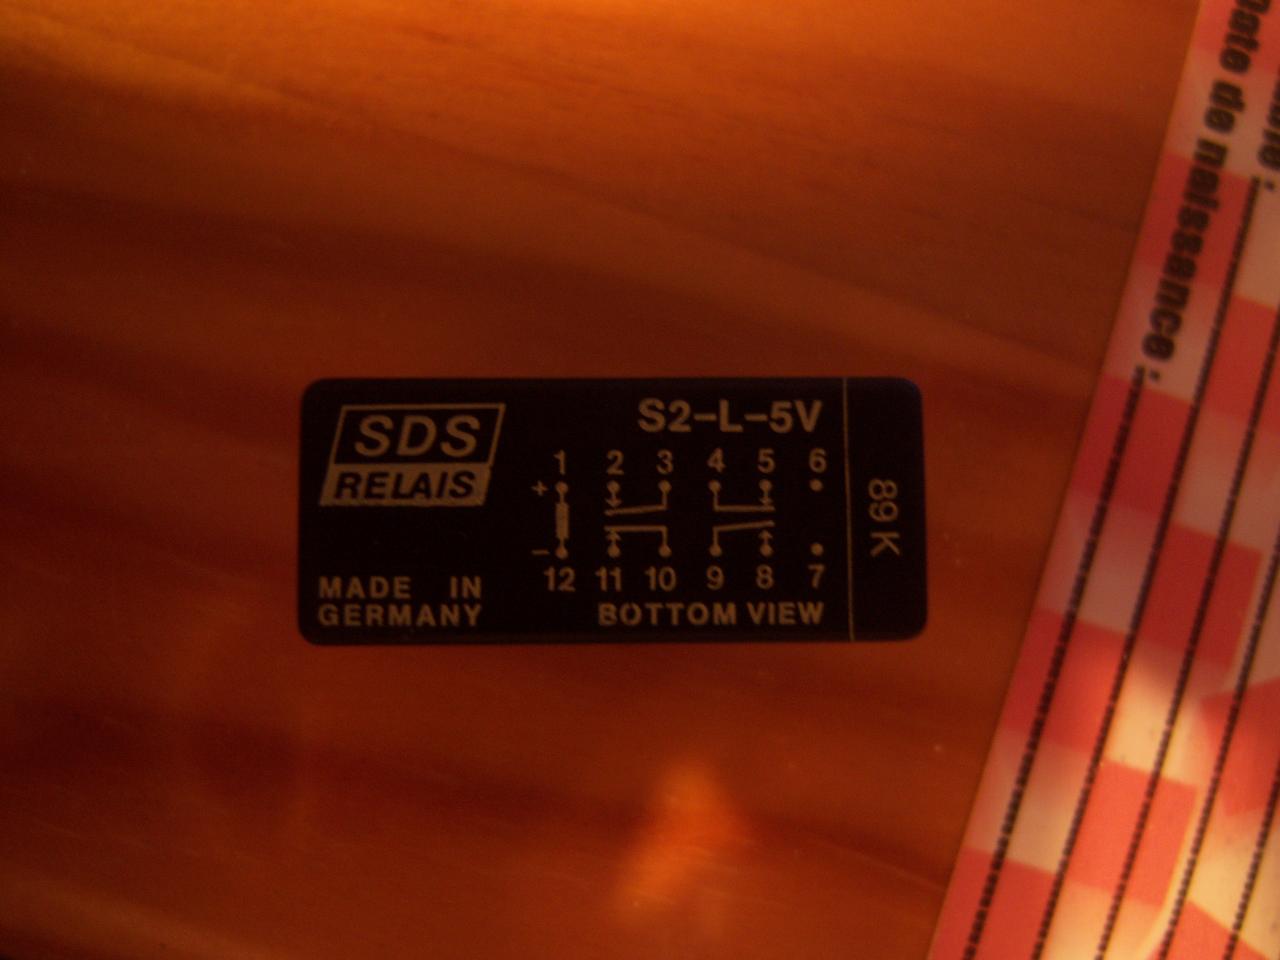 SDS
RELAIS
S2-L-5V
1 2 3 4 5 6
+
-
12 11 10 9 8 7
MADE IN
GERMANY
BOTTOM VIEW
89K
Date de naissance :